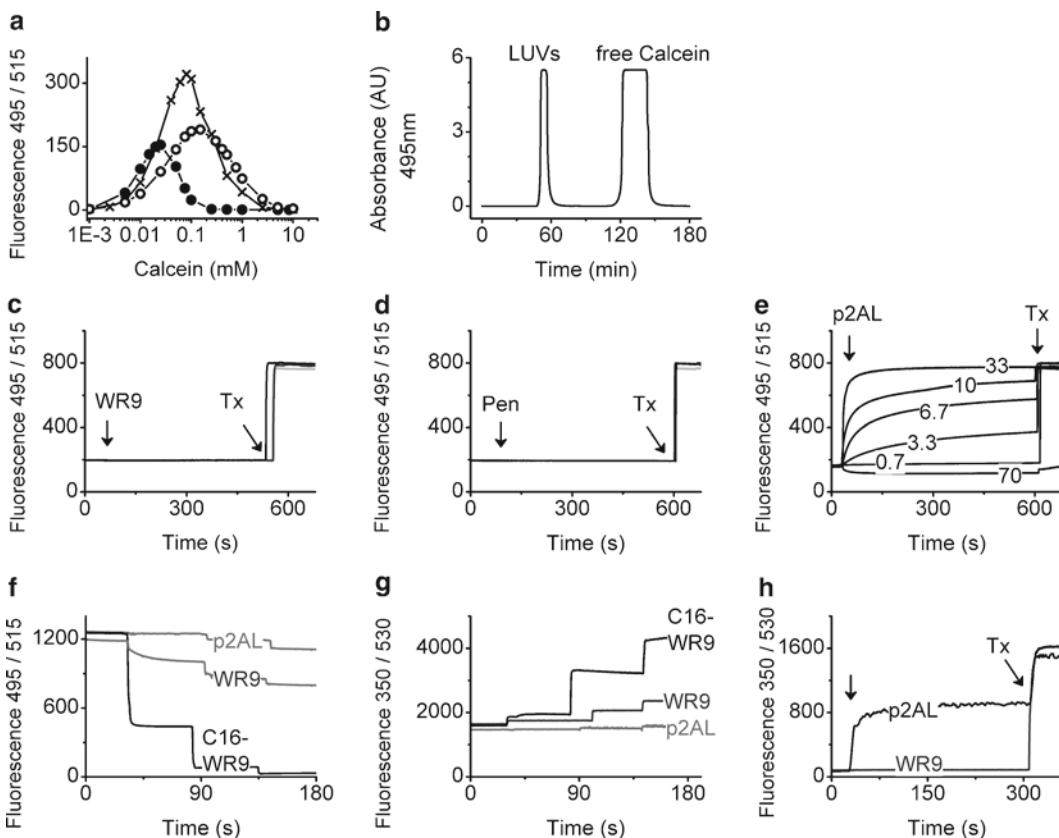 a
Fluorescence 495 / 515
300
150
0
1E-3 0.01 0.1 1 10
Calcein (mM)
b
Absorbance (AU)
495nm
6
3
0
LUVs free Calcein
0 60 120 180
Time (min)
c
Fluorescence 495 / 515
800
400
0
WR9
Tx
0 300 600
Time (s)
d
Fluorescence 495 / 515
800
400
0
Pen
Tx
0 300 600
Time (s)
e
Fluorescence 495 / 515
p2AL
Tx
800
400
0
33
10
6.7
3.3
0.7
70
0 300 600
Time (s)
f
Fluorescence 495 / 515
1200
600
0
p2AL
WR9
C16-
WR9
0 90 180
Time (s)
g
Fluorescence 350 / 530
4000
2000
0
C16-
WR9
WR9
p2AL
0 90 180
Time (s)
h
Fluorescence 350 / 530
1600
800
0
Tx
p2AL
WR9
0 150 300
Time (s)